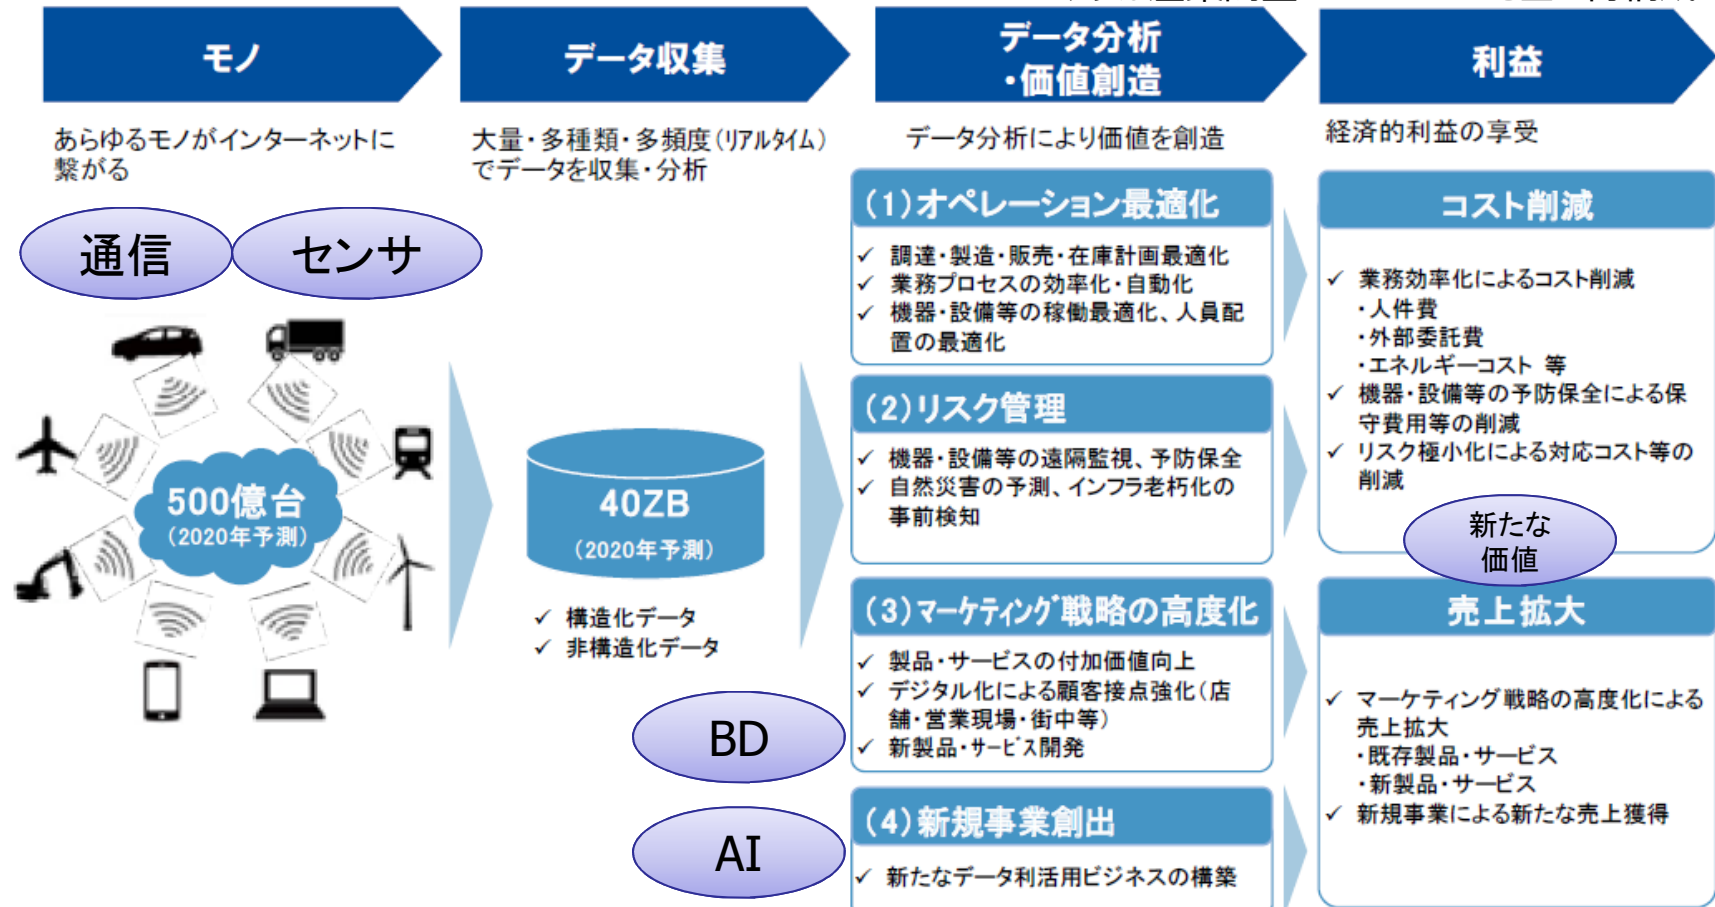 モノ
データ収集
データ分析
・価値創造
利益
あらゆるモノがインターネットに
繋がる
大量・多種類・多頻度(リアルタイム)
でデータを収集・分析
データ分析により価値を創造
経済的利益の享受
通信
センサ
500億台
(2020年予測)
40ZB
(2020年予測)
✓ 構造化データ
✓ 非構造化データ
BD
AI
(1)オペレーション最適化
✓ 調達・製造・販売・在庫計画最適化
✓ 業務プロセスの効率化・自動化
✓ 機器・設備等の稼働最適化、人員配
置の最適化
(2)リスク管理
✓ 機器・設備等の遠隔監視、予防保全
✓ 自然災害の予測、インフラ老朽化の
事前検知
(3)マーケティング戦略の高度化
✓ 製品・サービスの付加価値向上
✓ デジタル化による顧客接点強化(店
舗・営業現場・街中等)
✓ 新製品・サービス開発
(4)新規事業創出
✓ 新たなデータ利活用ビジネスの構築
コスト削減
✓ 業務効率化によるコスト削減
・人件費
・外部委託費
・エネルギーコスト 等
✓ 機器・設備等の予防保全による保
守費用等の削減
✓ リスク極小化による対応コスト等の
削減
新たな
価値
売上拡大
✓ マーケティング戦略の高度化による
売上拡大
・既存製品・サービス
・新製品・サービス
✓ 新規事業による新たな売上獲得